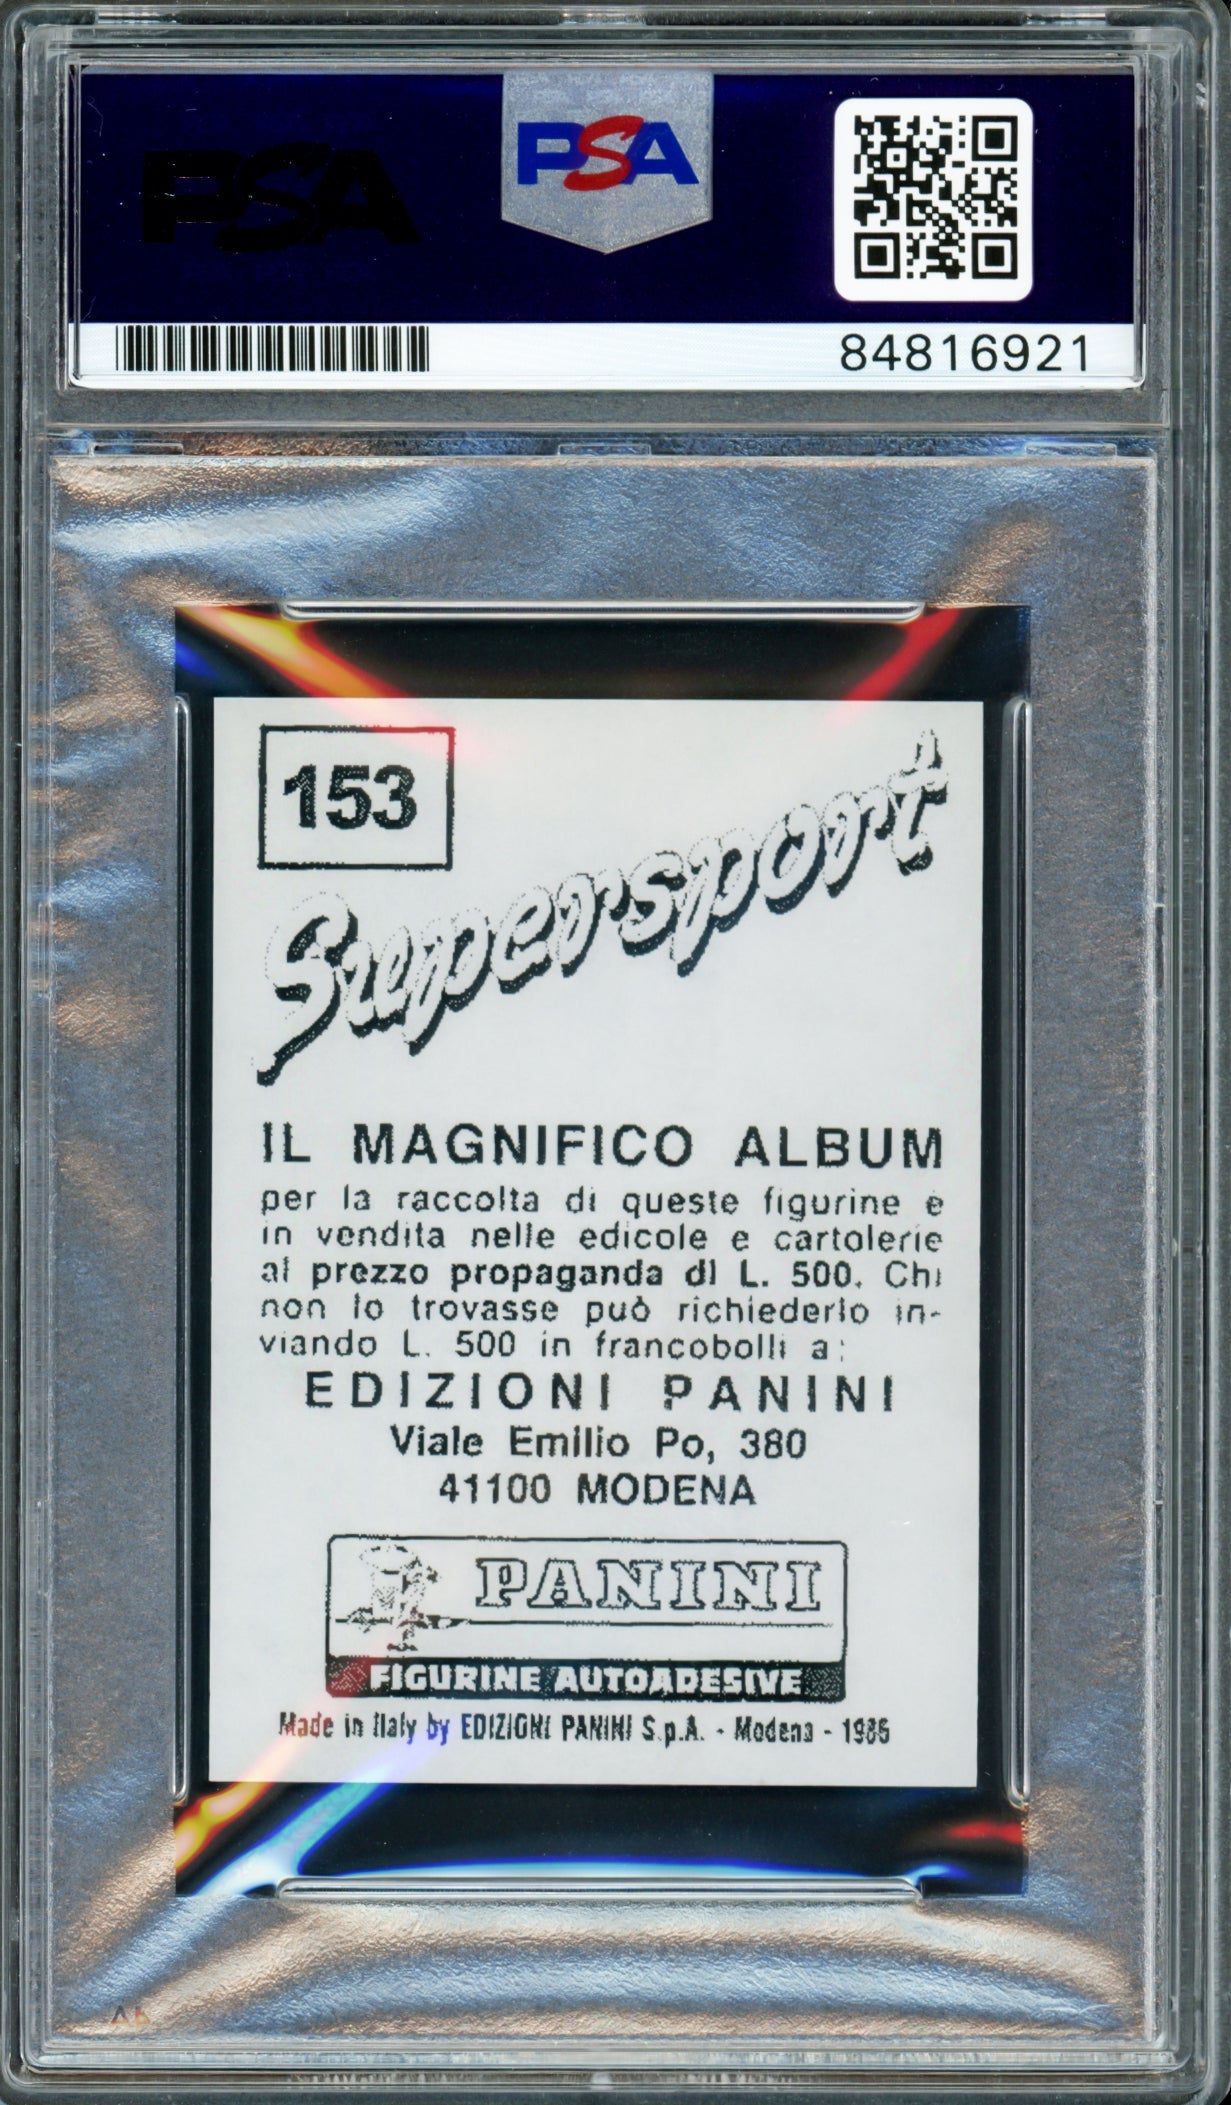 PSA
PSA
84816921
153
Supersport
IL MAGNIFICO ALBUM
per la raccolta di queste figurine è
in vendita nelle edicole e cartolerie
al prezzo propaganda di L. 500. Chi
non lo trovasse può richiederlo in-
viando L. 500 in francobolli a:
EDIZIONI PANINI
Viale Emilio Po, 380
41100 MODENA
PANINI
FIGURINE AUTOADESIVE
Made in Italy by EDIZIONI PANINI S.p.A. - Modena - 1986